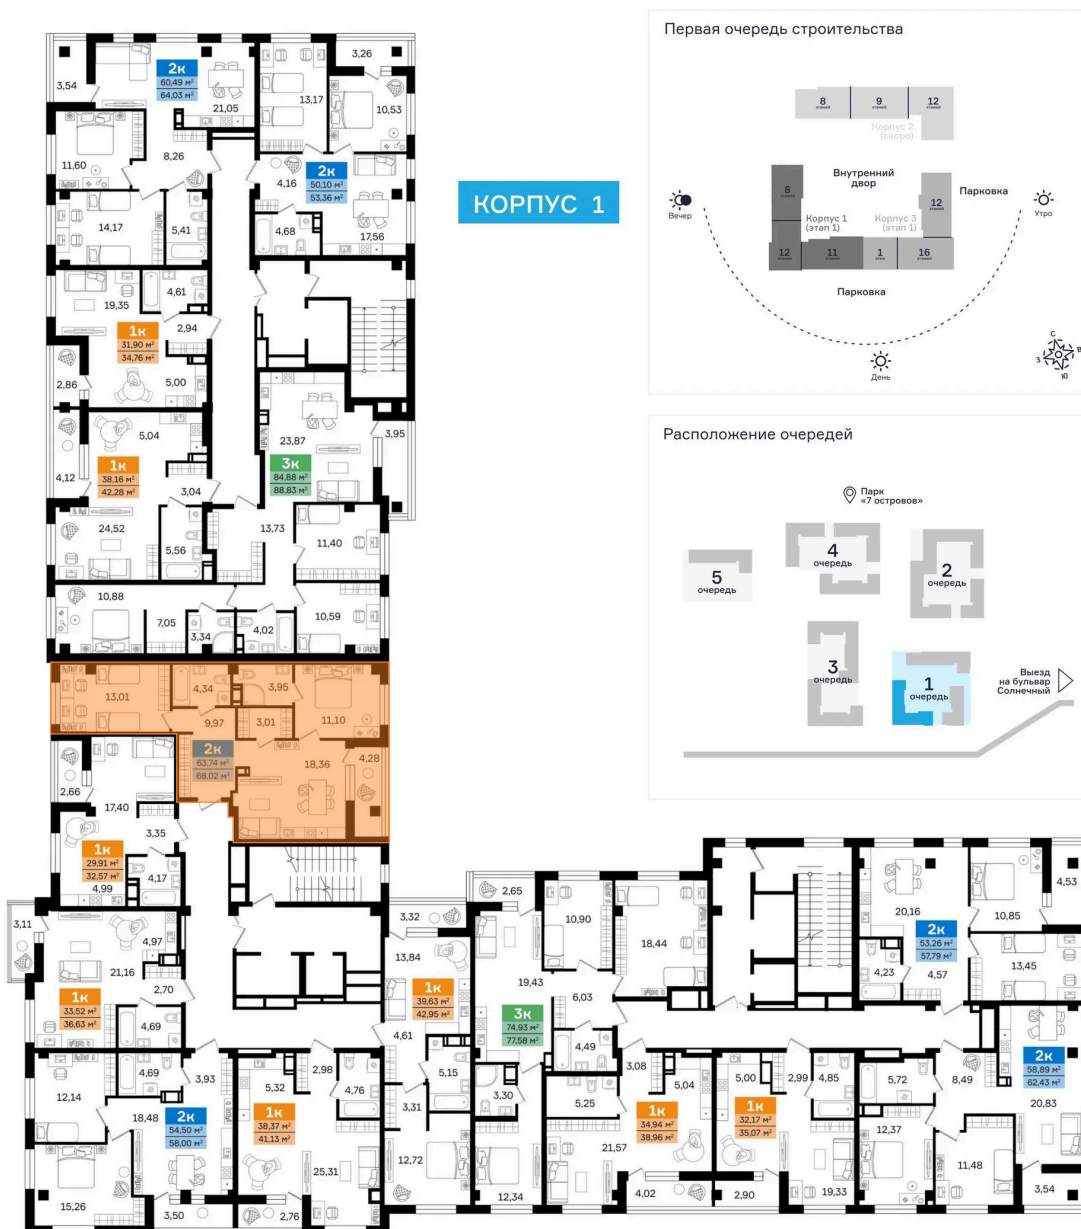 Первая очередь строительства
8
этажей
9
этажей
12
этажей
Корпус 2
(скоро)
Внутренний
двор
8
этажей
12
этажей
Парковка
Вечер
Утро
Корпус 1
(этап 1)
Корпус 3
(этап 1)
12
этажей
11
этажей
1
этаж
16
этажей
Парковка
День
С
В
Ю
З
КОРПУС 1
Расположение очередей
Парк
«7 островов»
5
очередь
4
очередь
2
очередь
3
очередь
1
очередь
Выезд
на бульвар
Солнечный
3,54
2к
60,49 м²
64,03 м²
21,05
13,17
3,26
10,53
11,60
8,26
4,16
2к
50,10 м²
53,36 м²
14,17
5,41
4,68
17,56
19,35
4,61
1к
31,90 м²
34,76 м²
2,94
2,86
5,00
5,04
23,87
3,95
4,12
1к
38,16 м²
42,28 м²
3,04
3к
84,88 м²
88,83 м²
24,52
5,56
13,73
11,40
10,88
7,05
3,34
4,02
10,59
13,01
4,34
3,95
9,97
3,01
11,10
2к
63,74 м²
68,02 м²
18,36
4,28
2,66
17,40
3,35
1к
29,91 м²
32,57 м²
4,99
4,17
3,11
4,97
21,16
2,70
1к
33,52 м²
36,63 м²
4,69
3,32
13,84
1к
39,63 м²
42,95 м²
4,61
5,15
3,31
12,72
2,65
10,90
18,44
19,43
6,03
3к
74,93 м²
77,58 м²
4,49
3,30
12,34
20,16
10,85
4,53
2к
53,26 м²
57,79 м²
4,23
4,57
13,45
12,14
4,69
3,93
18,48
2к
54,50 м²
58,00 м²
15,26
3,50
5,32
2,98
4,76
1к
38,37 м²
41,13 м²
25,31
2,76
5,25
3,08
5,04
1к
34,94 м²
38,96 м²
21,57
4,02
5,00
2,99
4,85
1к
32,17 м²
35,07 м²
2,90
19,33
5,72
8,49
2к
58,89 м²
62,43 м²
20,83
12,37
11,48
3,54